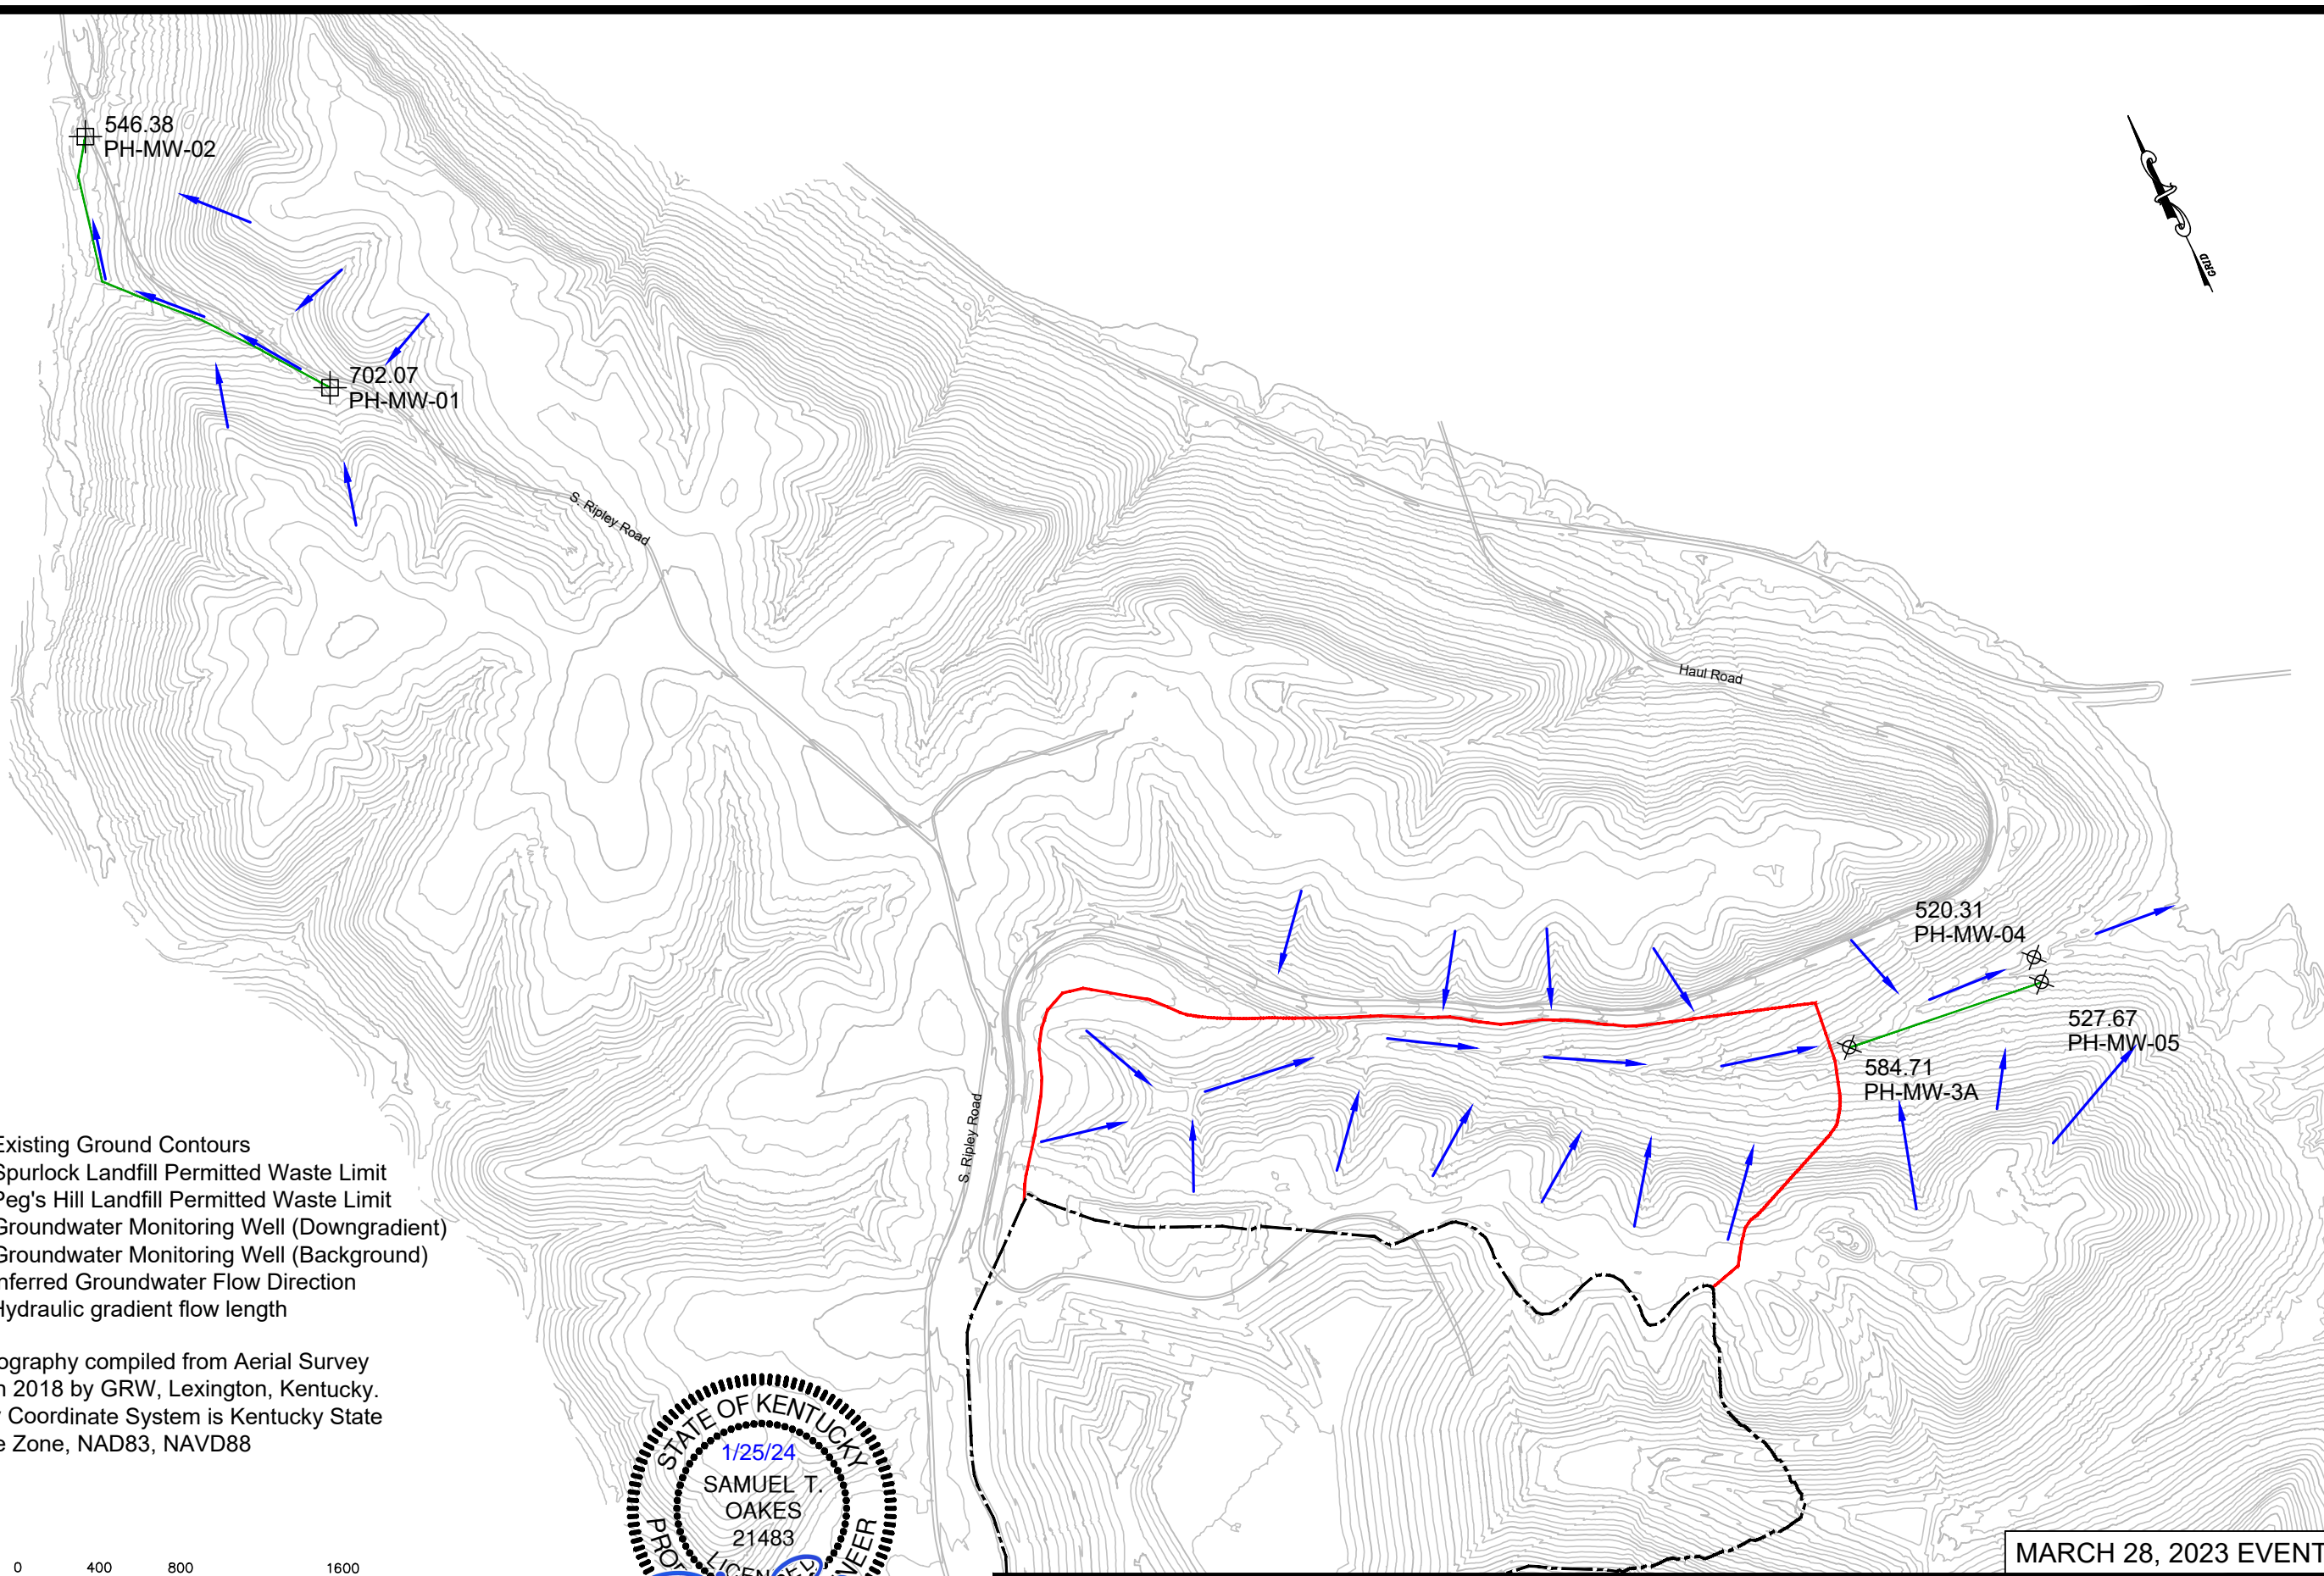 546.38
PH-MW-02
GRID
702.07
PH-MW-01
S. Ripley Road
Haul Road
520.31
PH-MW-04
527.67
PH-MW-05
584.71
PH-MW-3A
S. Ripley Road
Existing Ground Contours
Spurlock Landfill Permitted Waste Limit
Peg's Hill Landfill Permitted Waste Limit
Groundwater Monitoring Well (Downgradient)
Groundwater Monitoring Well (Background)
nferred Groundwater Flow Direction
Hydraulic gradient flow length
ography compiled from Aerial Survey
n 2018 by GRW, Lexington, Kentucky.
Coordinate System is Kentucky State
e Zone, NAD83, NAVD88
STATE OF KENTUCKY
1/25/24
SAMUEL T.
OAKES
21483
LICENSED
0 400 800 1600
MARCH 28, 2023 EVENT